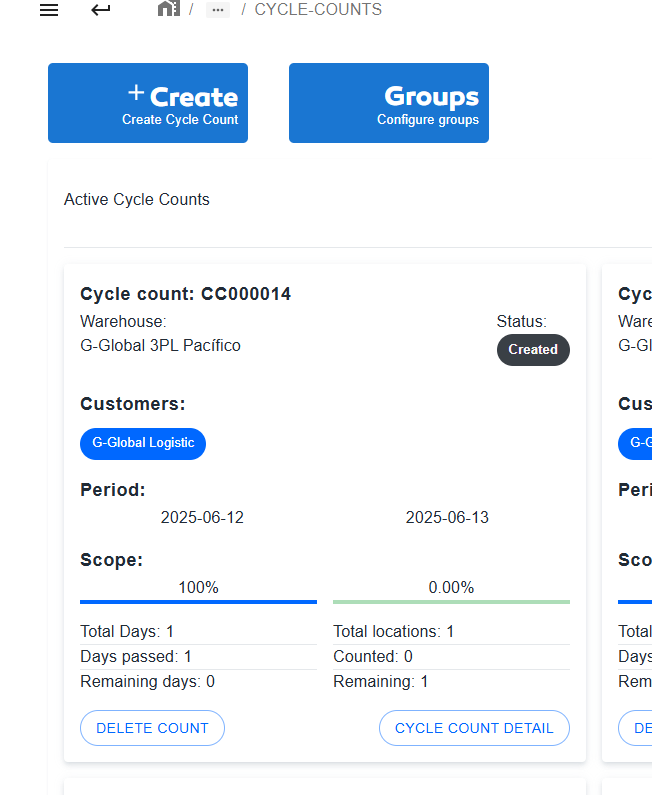 / ... / CYCLE-COUNTS
+ Create
Create Cycle Count
Groups
Configure groups
Active Cycle Counts
Cycle count: CC000014
Warehouse:
G-Global 3PL Pacífico
Status:
Created
Customers:
G-Global Logistic
Period:
2025-06-12
2025-06-13
Scope:
100%
0.00%
Total Days: 1
Total locations: 1
Days passed: 1
Counted: 0
Remaining days: 0
Remaining: 1
DELETE COUNT
CYCLE COUNT DETAIL
Cyc
Ware
G-Gl
Cus
G-G
Peri
Sco
Total
Days
Rem
DE